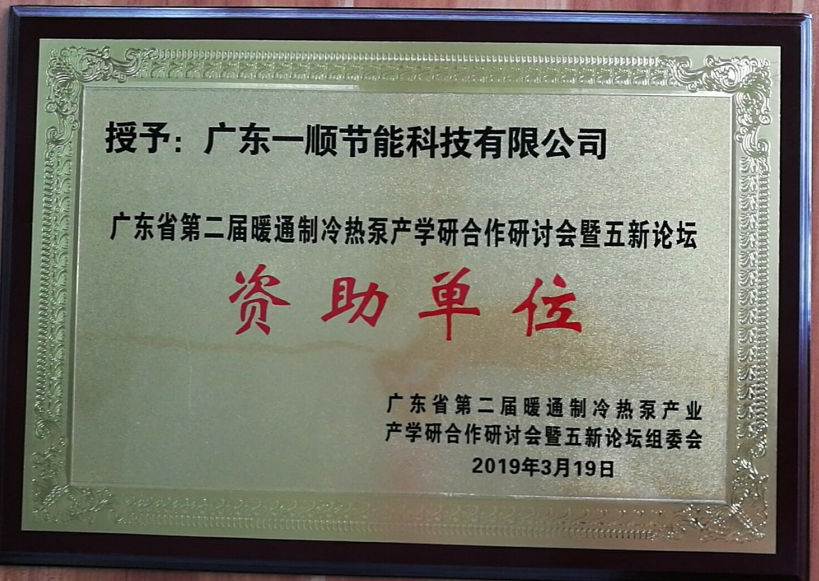 授予：广东一顺节能科技有限公司
广东省第二届暖通制冷热泵产学研合作研讨会暨五新论坛
资助单位
广东省第二届暖通制冷热泵产业
产学研合作研讨会暨五新论坛组委会
2019年3月19日